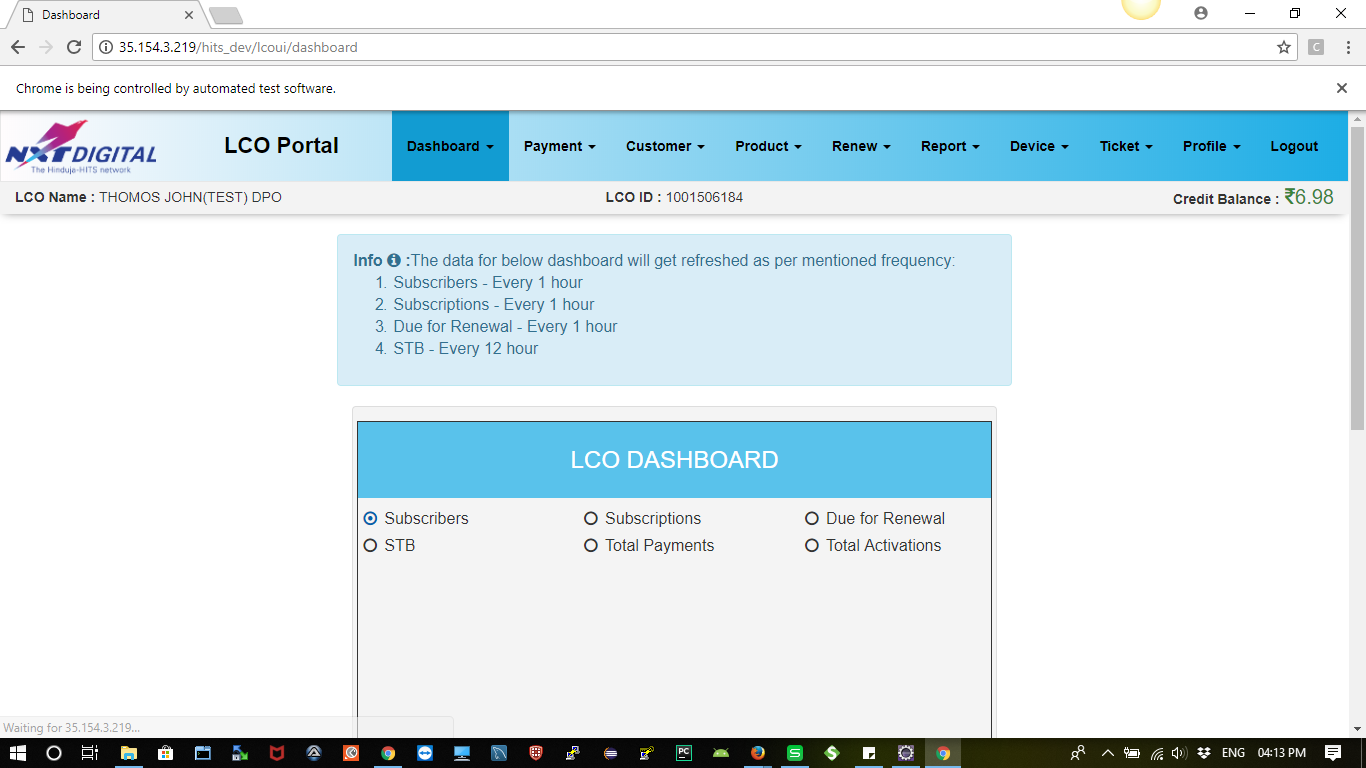 Dashboard
35.154.3.219/hits_dev/lcoui/dashboard
C
Chrome is being controlled by automated test software.
NXT DIGITAL
The Hinduja-HITS network
LCO Portal
Dashboard Payment Customer Product Renew Report Device Ticket Profile Logout
LCO Name : THOMOS JOHN(TEST) DPO LCO ID : 1001506184 Credit Balance : ₹6.98
Info :The data for below dashboard will get refreshed as per mentioned frequency:
1. Subscribers - Every 1 hour
2. Subscriptions - Every 1 hour
3. Due for Renewal - Every 1 hour
4. STB - Every 12 hour
LCO DASHBOARD
Subscribers Subscriptions Due for Renewal
STB Total Payments Total Activations
Waiting for 35.154.3.219...
PC ENG 04:13 PM